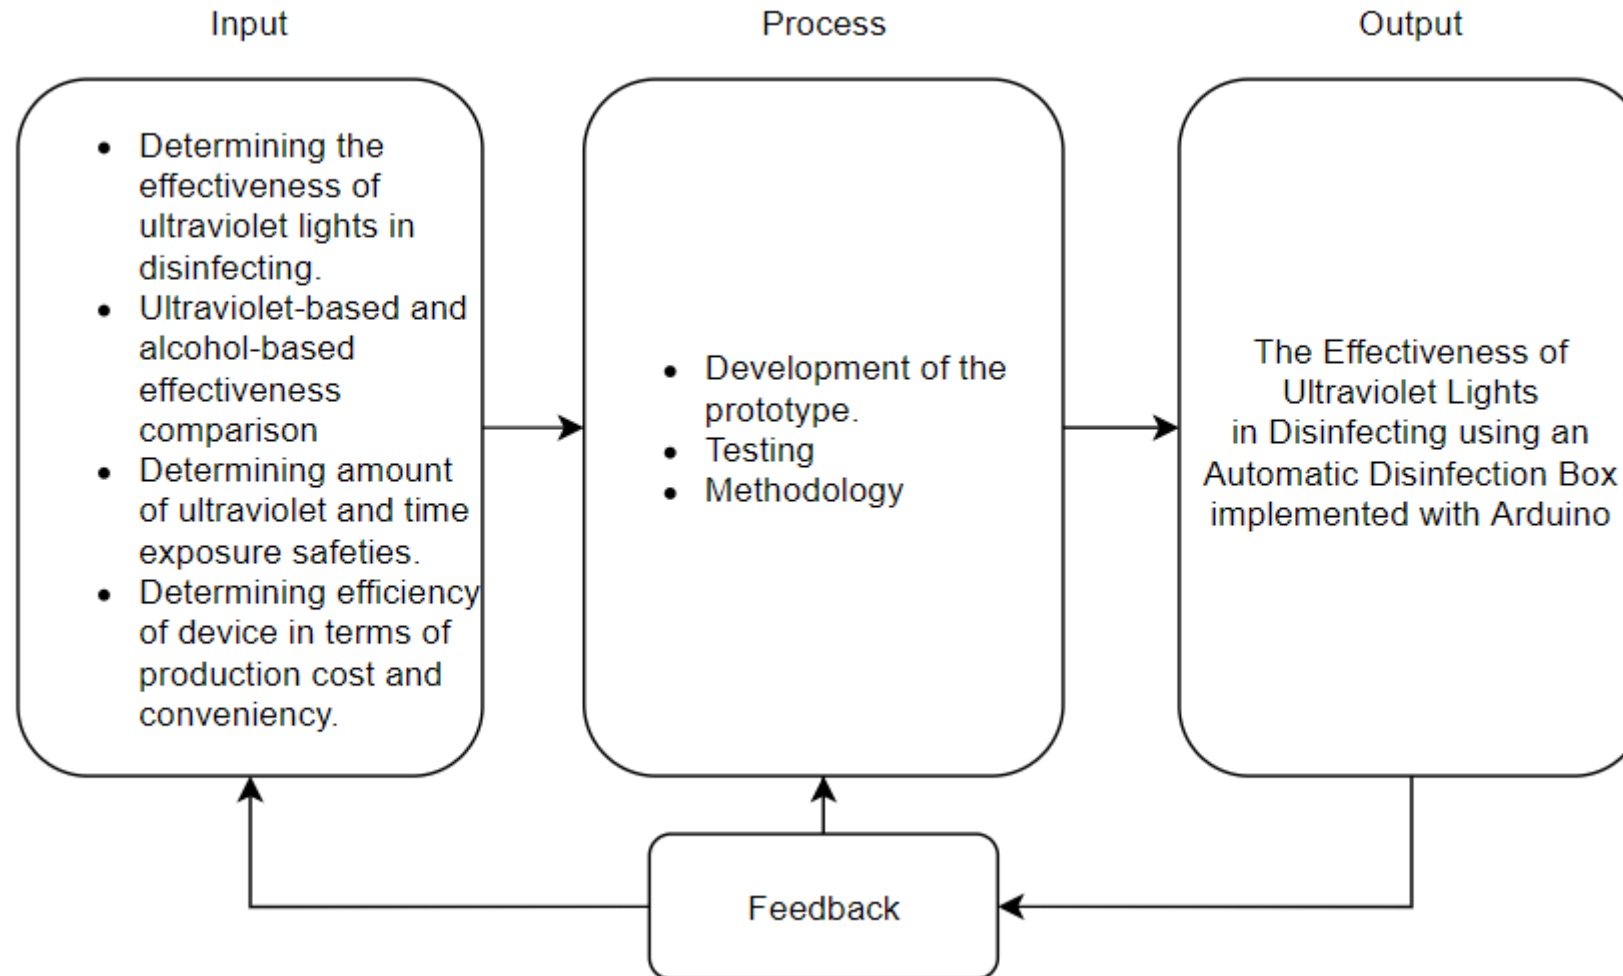 Input
Process
Output
• Determining the
effectiveness of
ultraviolet lights in
disinfecting.
• Ultraviolet-based and
alcohol-based
effectiveness
comparison
• Determining amount
of ultraviolet and time
exposure safeties.
• Determining efficiency
of device in terms of
production cost and
conveniency.
• Development of the
prototype.
• Testing
• Methodology
The Effectiveness of
Ultraviolet Lights
in Disinfecting using an
Automatic Disinfection Box
implemented with Arduino
Feedback